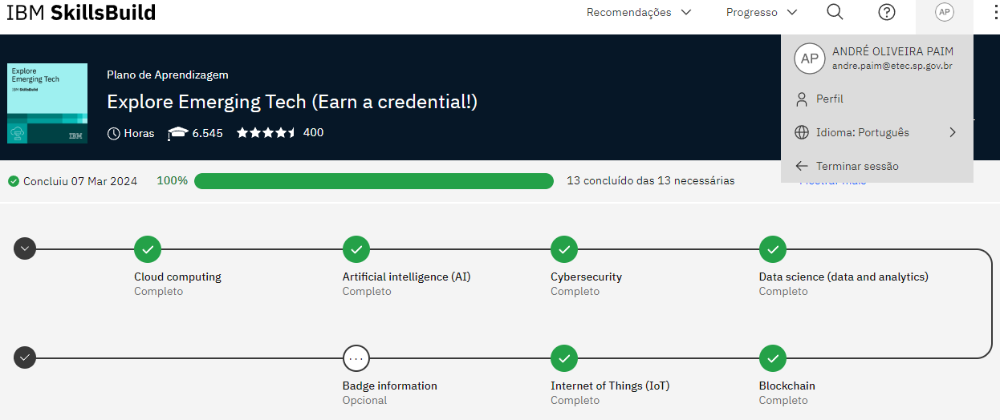 IBM SkillsBuild
Recomendações
Progresso
AP
AP
ANDRÉ OLIVEIRA PAIM
andre.paim@etec.sp.gov.br
Perfil
Idioma: Português
Terminar sessão
Explore
Emerging Tech
IBM SkillsBuild
IBM
Plano de Aprendizagem
Explore Emerging Tech (Earn a credential!)
Horas 6.545 400
Concluiu 07 Mar 2024 100% 13 concluído das 13 necessárias
Mostrar mais
Cloud computing
Completo
Artificial intelligence (AI)
Completo
Cybersecurity
Completo
Data science (data and analytics)
Completo
Badge information
Opcional
Internet of Things (IoT)
Completo
Blockchain
Completo